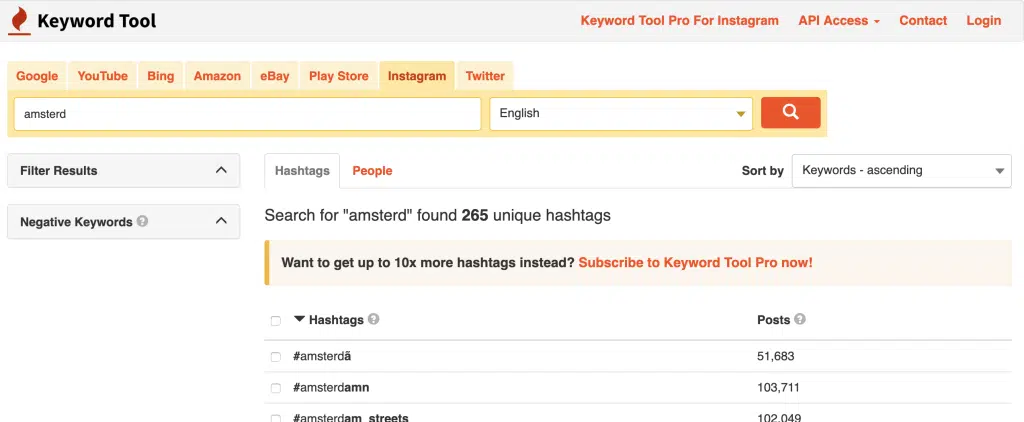 Keyword Tool
Keyword Tool Pro For Instagram API Access Contact Login
Google YouTube Bing Amazon eBay Play Store Instagram Twitter
amsterd English
Filter Results
Negative Keywords ?
Hashtags People Sort by Keywords - ascending
Search for "amsterd" found 265 unique hashtags
Want to get up to 10x more hashtags instead? Subscribe to Keyword Tool Pro now!
Hashtags ? Posts ?
#amsterdã 51,683
#amsterdamn 103,711
#amsterdam_streets 102,049